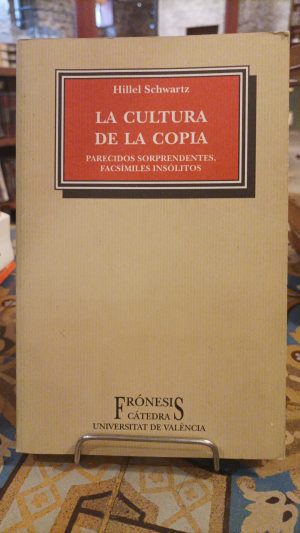 Hillel Schwartz
LA CULTURA
DE LA COPIA
PARECIDOS SORPRENDENTES,
FACSÍMILES INSÓLITOS
FRÓNESIS
CÁTEDRA
UNIVERSITAT DE VALÈNCIA